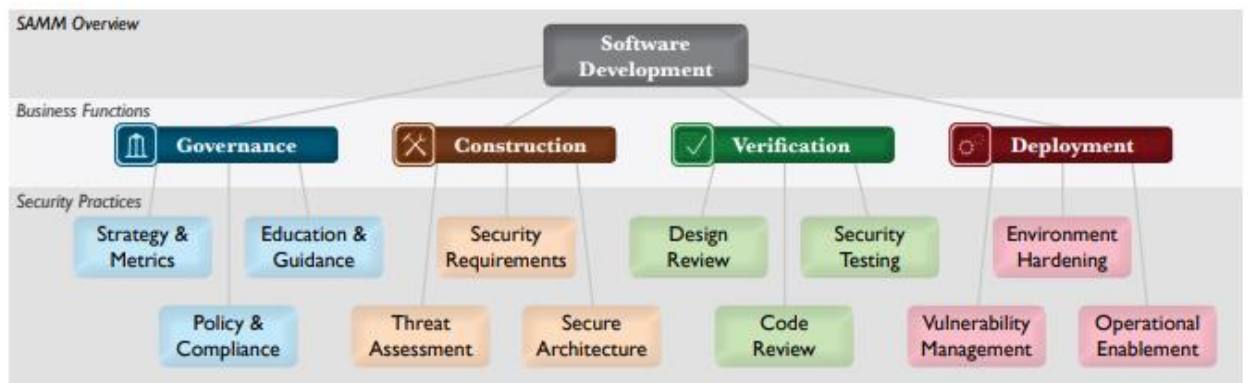 SAMM Overview
Software
Development
Business Functions
Governance
Construction
Verification
Deployment
Security Practices
Strategy &
Metrics
Education &
Guidance
Security
Requirements
Design
Review
Security
Testing
Environment
Hardening
Policy &
Compliance
Threat
Assessment
Secure
Architecture
Code
Review
Vulnerability
Management
Operational
Enablement